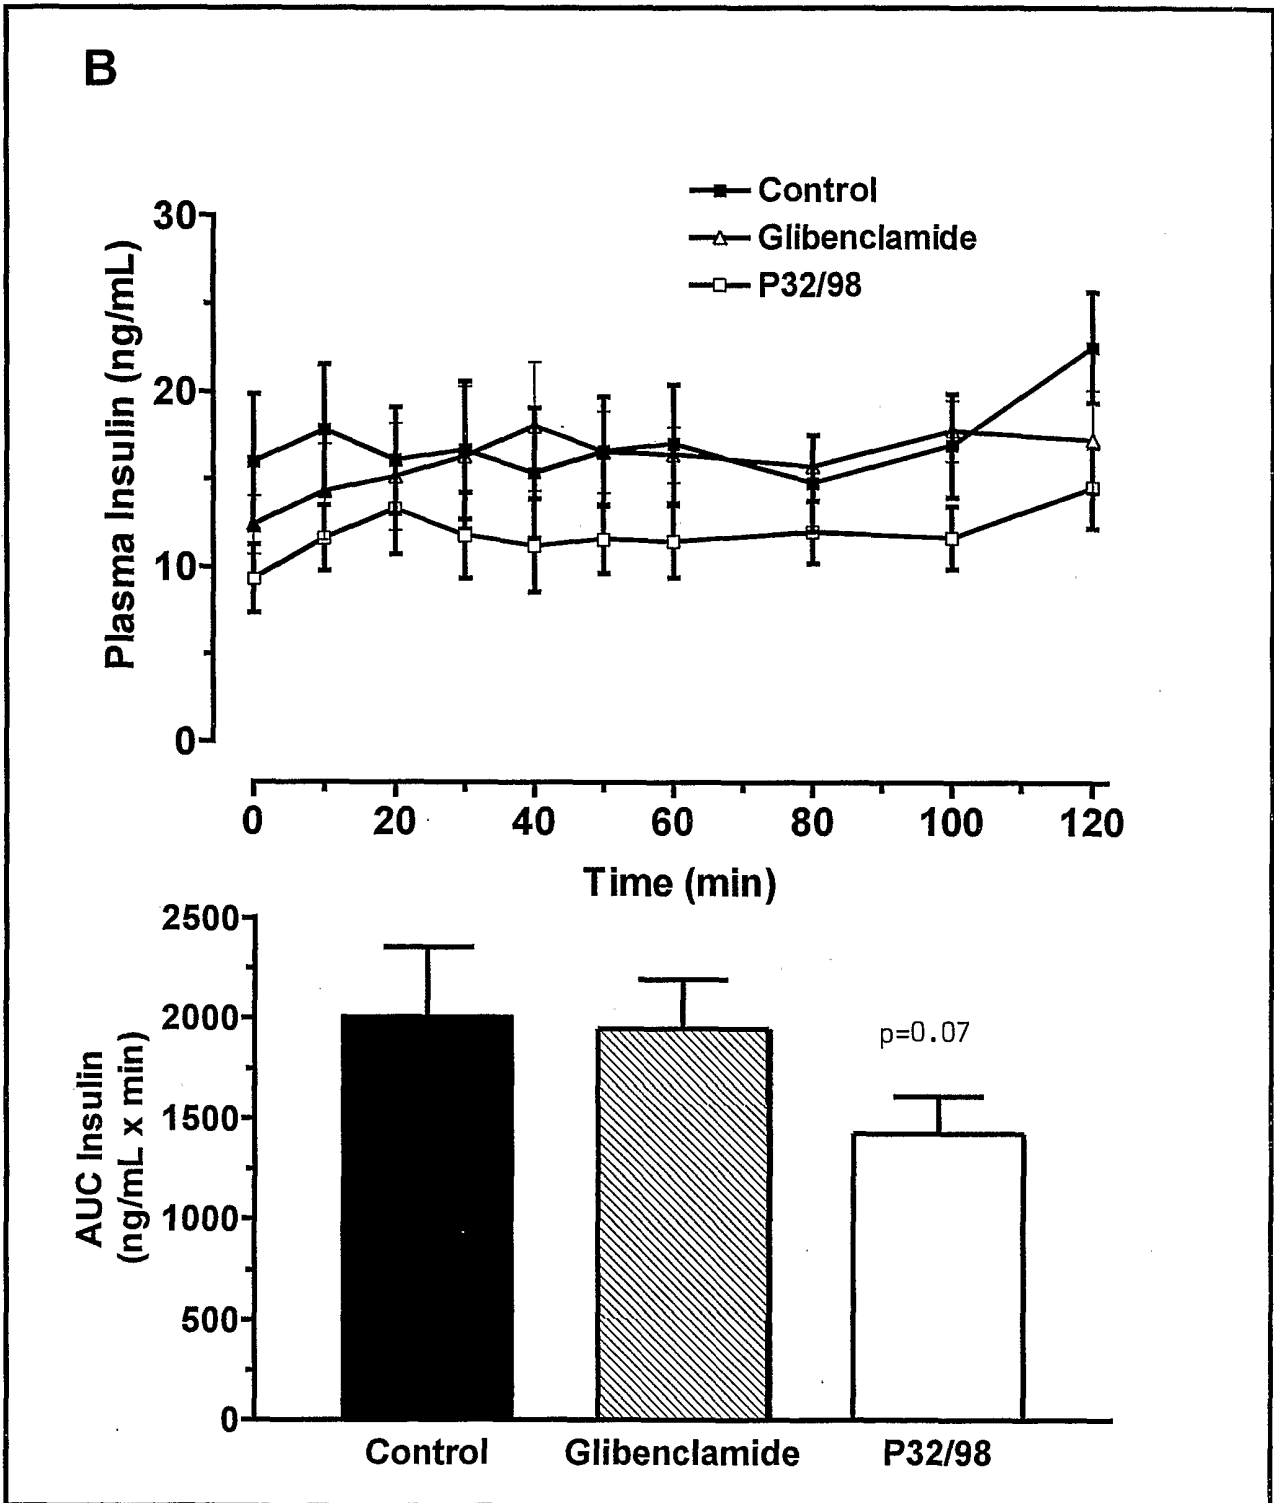 B
Control
Glibenclamide
P32/98
Plasma Insulin (ng/mL)
30
20
10
0
0 20 40 60 80 100 120
Time (min)
AUC Insulin
(ng/mL x min)
2500
2000
1500
1000
500
0
p=0.07
Control Glibenclamide P32/98